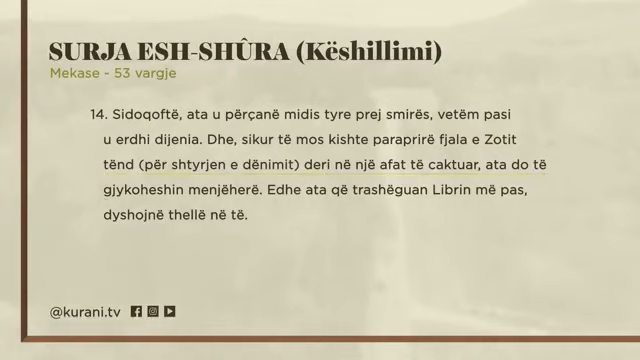 SURJA ESH-SHÛRA (Këshillimi)
Mekase - 53 vargje
14. Sidoqoftë, ata u përçanë midis tyre prej smirës, vetëm pasi
u erdhi dijenia. Dhe, sikur të mos kishte paraprirë fjala e Zotit
tënd (për shtyrjen e dënimit) deri në një afat të caktuar, ata do të
gjykoheshin menjëherë. Edhe ata që trashëguan Librin më pas,
dyshojnë thellë në të.
@kurani.tv